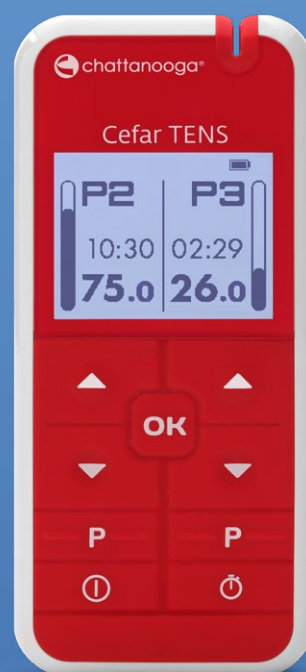 chattanooga®
Cefar TENS
P2 P3
10:30 02:29
75.0 26.0
OK
P P